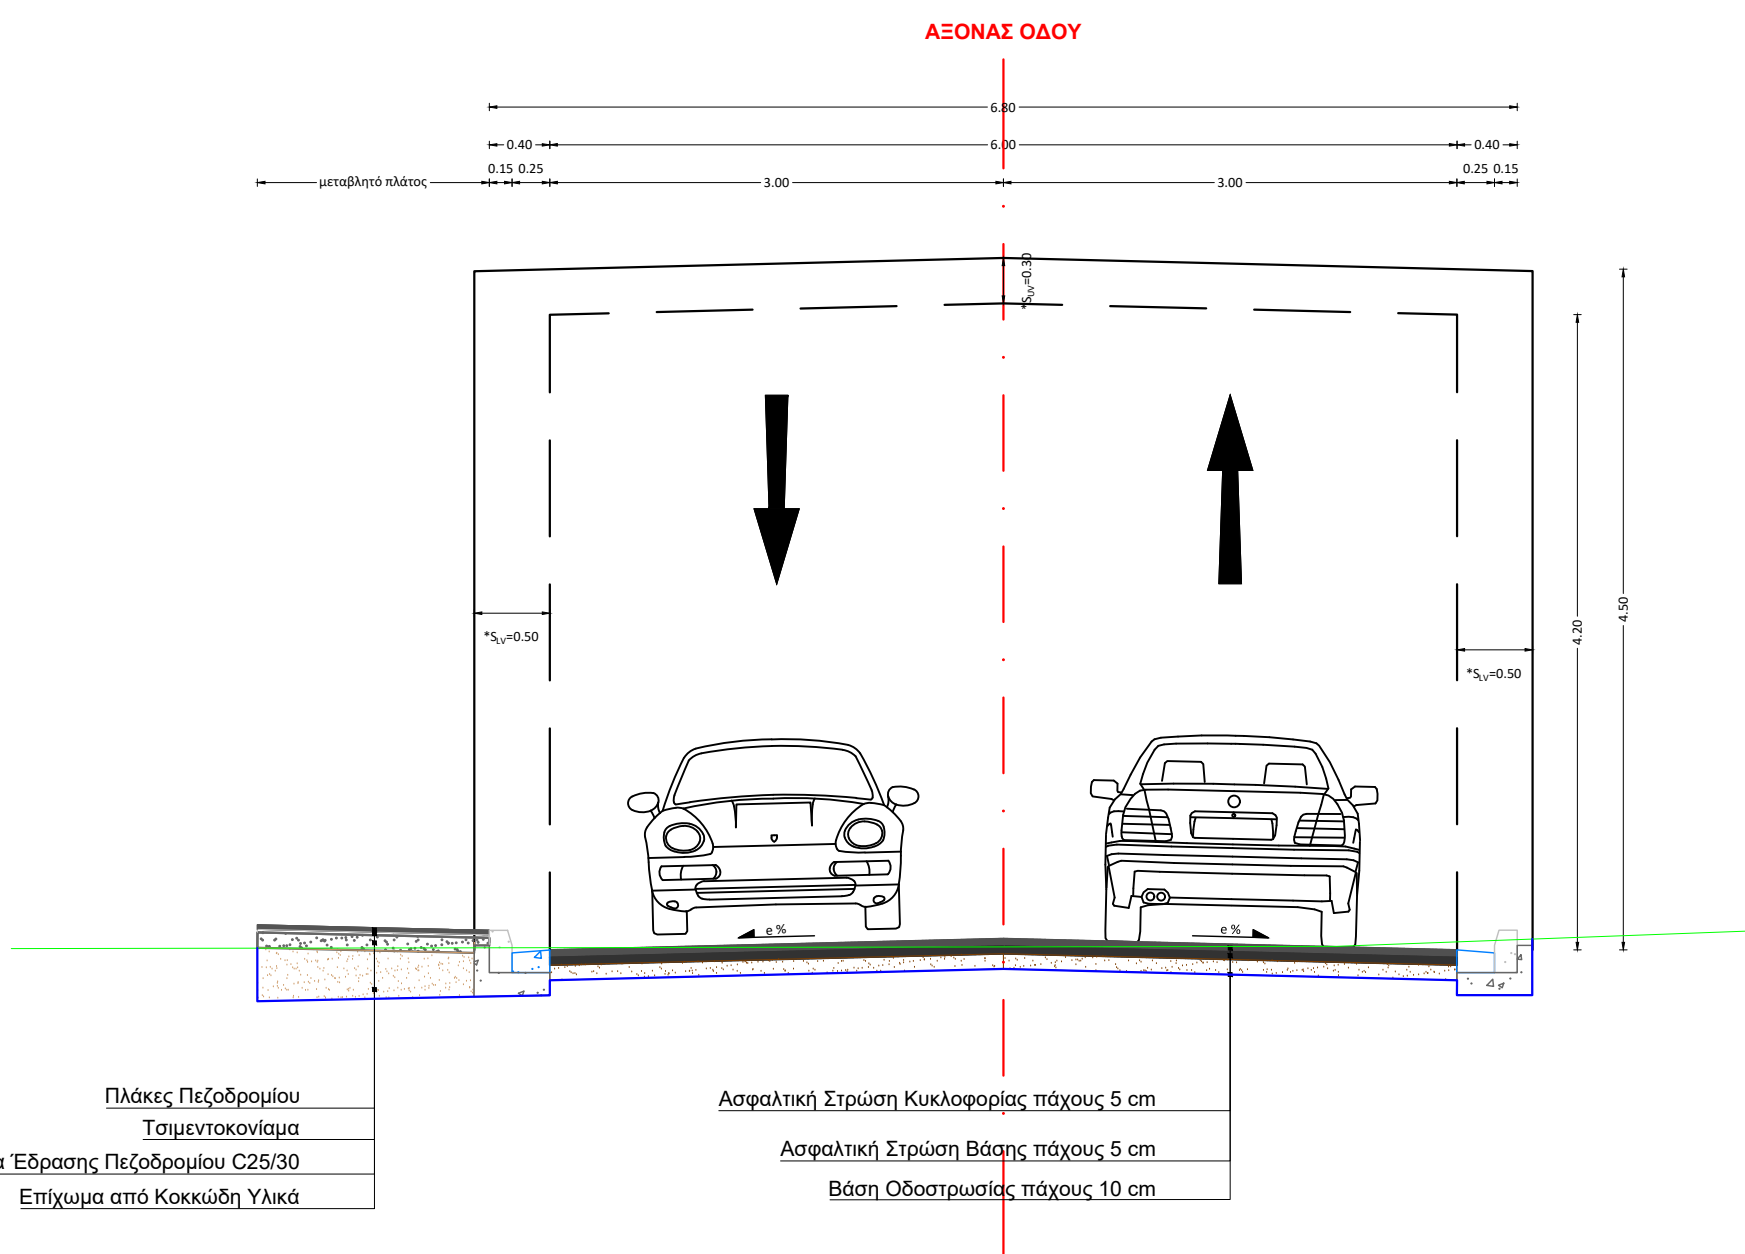 ΑΞΟΝΑΣ ΟΔΟΥ
6.80
0.40 6.00 0.40
0.15 0.25 0.25 0.15
μεταβλητό πλάτος 3.00 3.00
*SUV=0.30
4.50
4.20
*SLV=0.50
*SLV=0.50
e % e %
Πλάκες Πεζοδρομίου
Τσιμεντοκονίαμα
Έδρασης Πεζοδρομίου C25/30
Επίχωμα από Κοκκώδη Υλικά
Ασφαλτική Στρώση Κυκλοφορίας πάχους 5 cm
Ασφαλτική Στρώση Βάσης πάχους 5 cm
Βάση Οδοστρωσίας πάχους 10 cm